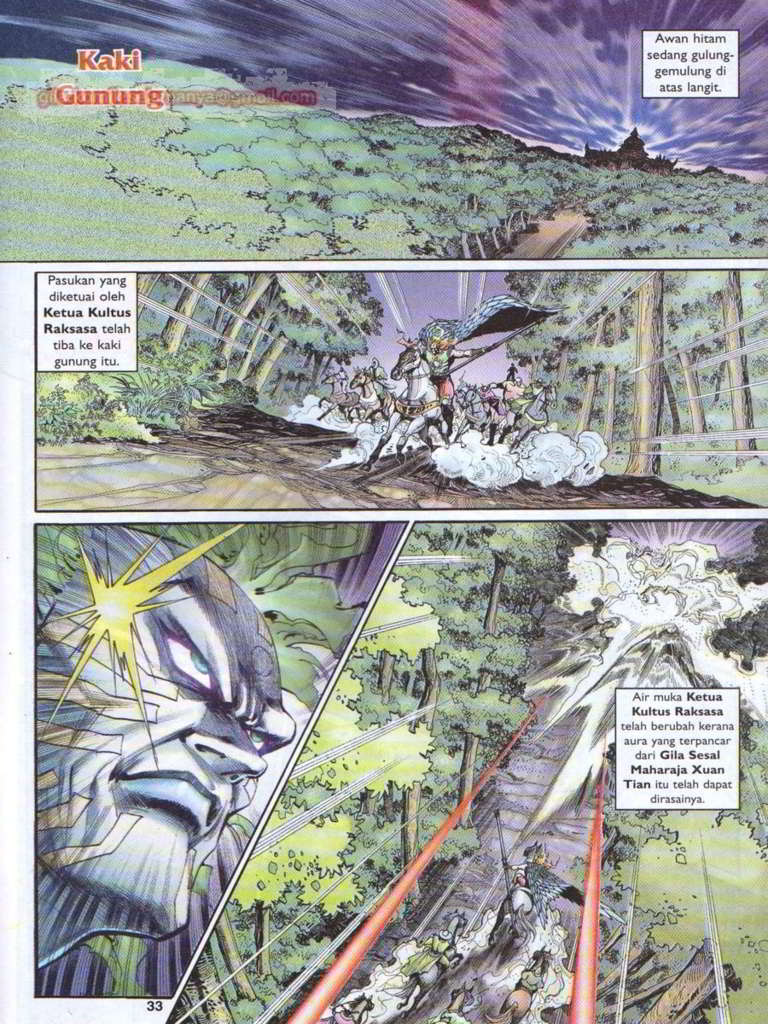 Kaki
Gunung
Awan hitam
sedang gulung-
gemulung di
atas langit.
Pasukan yang
diketuai oleh
Ketua Kultus
Raksasa telah
tiba ke kaki
gunung itu.
Air muka Ketua
Kultus Raksasa
telah berubah kerana
aura yang terpancar
dari Gila Sesal
Maharaja Xuan
Tian itu telah dapat
dirasainya.
33